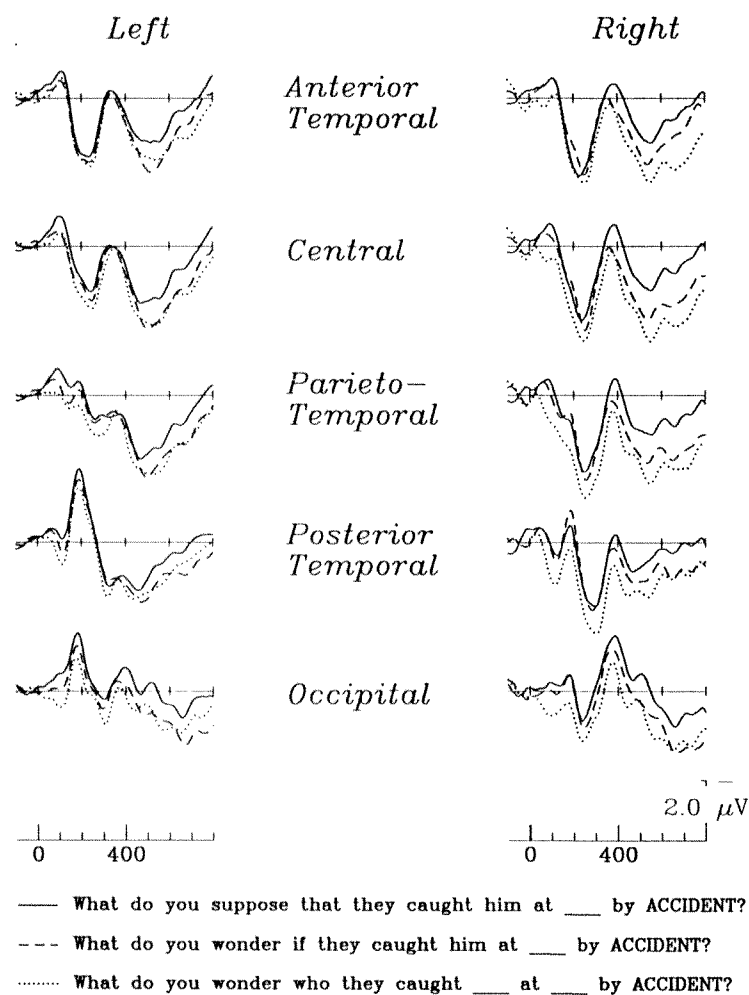 Left Right
Anterior
Temporal
Central
Parieto-
Temporal
Posterior
Temporal
Occipital
2.0 μV
0 400 0 400
What do you suppose that they caught him at ___ by ACCIDENT?
What do you wonder if they caught him at ___ by ACCIDENT?
What do you wonder who they caught ___ at ___ by ACCIDENT?